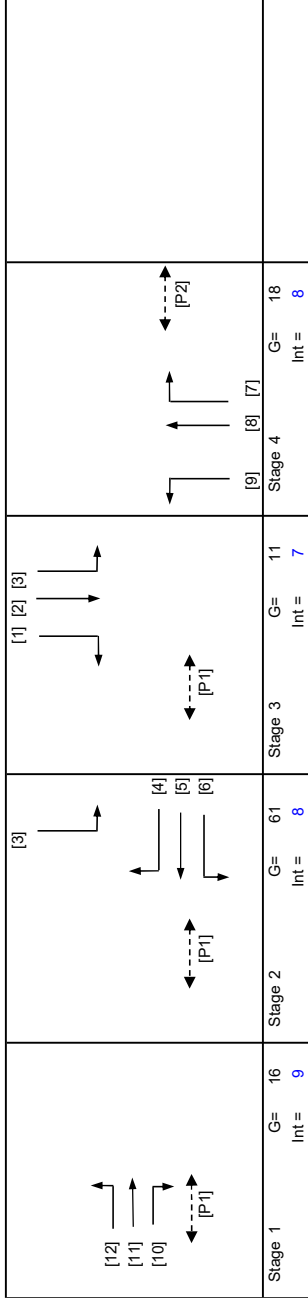 [12]
[11]
[10]
[P1]
Stage 1 G= 16
Int = 9
[3]
[4]
[5]
[6]
[P1]
Stage 2 G= 61
Int = 8
[1] [2] [3]
[P1]
Stage 3 G= 11
Int = 7
[P2]
[9] [8] [7]
Stage 4 G= 18
Int = 8